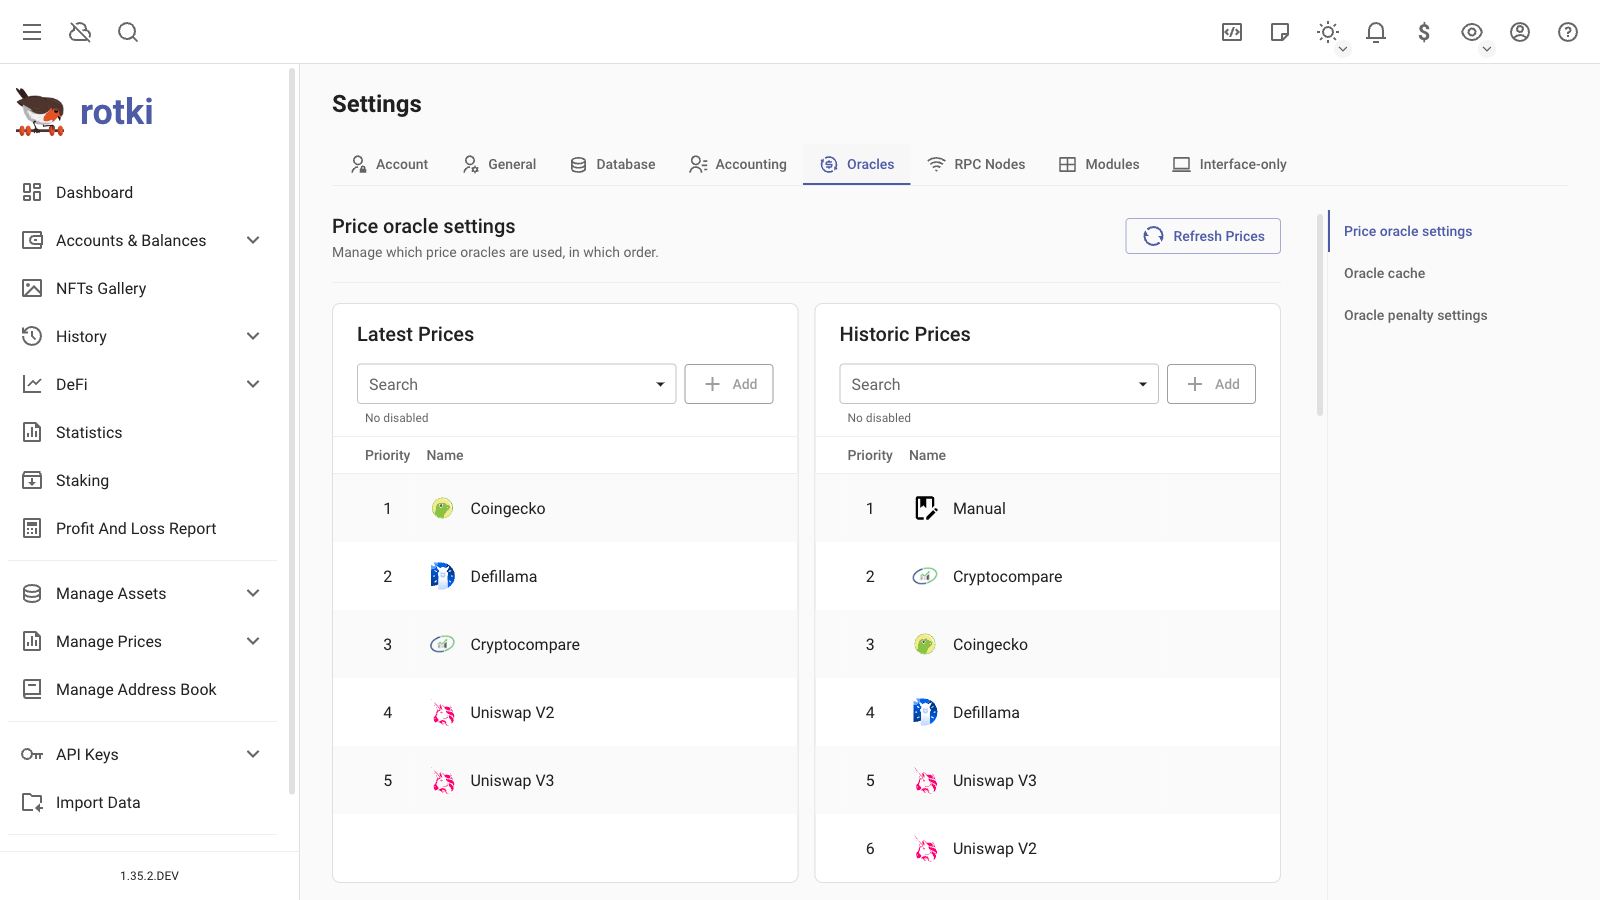 rotki
Dashboard
Accounts & Balances
NFTs Gallery
History
DeFi
Statistics
Staking
Profit And Loss Report
Manage Assets
Manage Prices
Manage Address Book
API Keys
Import Data
1.35.2.DEV
Settings
Account
General
Database
Accounting
Oracles
RPC Nodes
Modules
Interface-only
Price oracle settings
Manage which price oracles are used, in which order.
Refresh Prices
Latest Prices
Search
Add
No disabled
Priority Name
1 Coingecko
2 Defillama
3 Cryptocompare
4 Uniswap V2
5 Uniswap V3
Historic Prices
Search
Add
No disabled
Priority Name
1 Manual
2 Cryptocompare
3 Coingecko
4 Defillama
5 Uniswap V3
6 Uniswap V2
Price oracle settings
Oracle cache
Oracle penalty settings